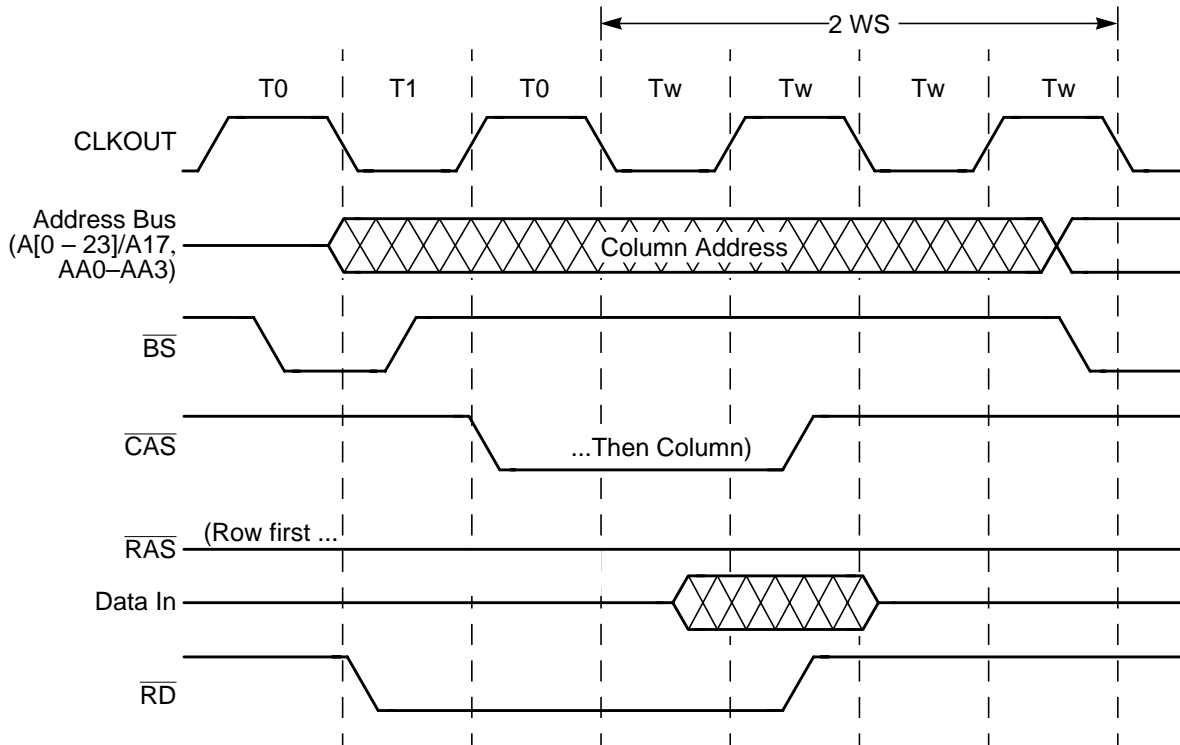 2 WS
T0 T1 T0 Tw Tw Tw Tw
CLKOUT
Address Bus
(A[0 – 23]/A17,
AA0–AA3)
Column Address
BS
CAS
...Then Column)
(Row first ...
RAS
Data In
RD